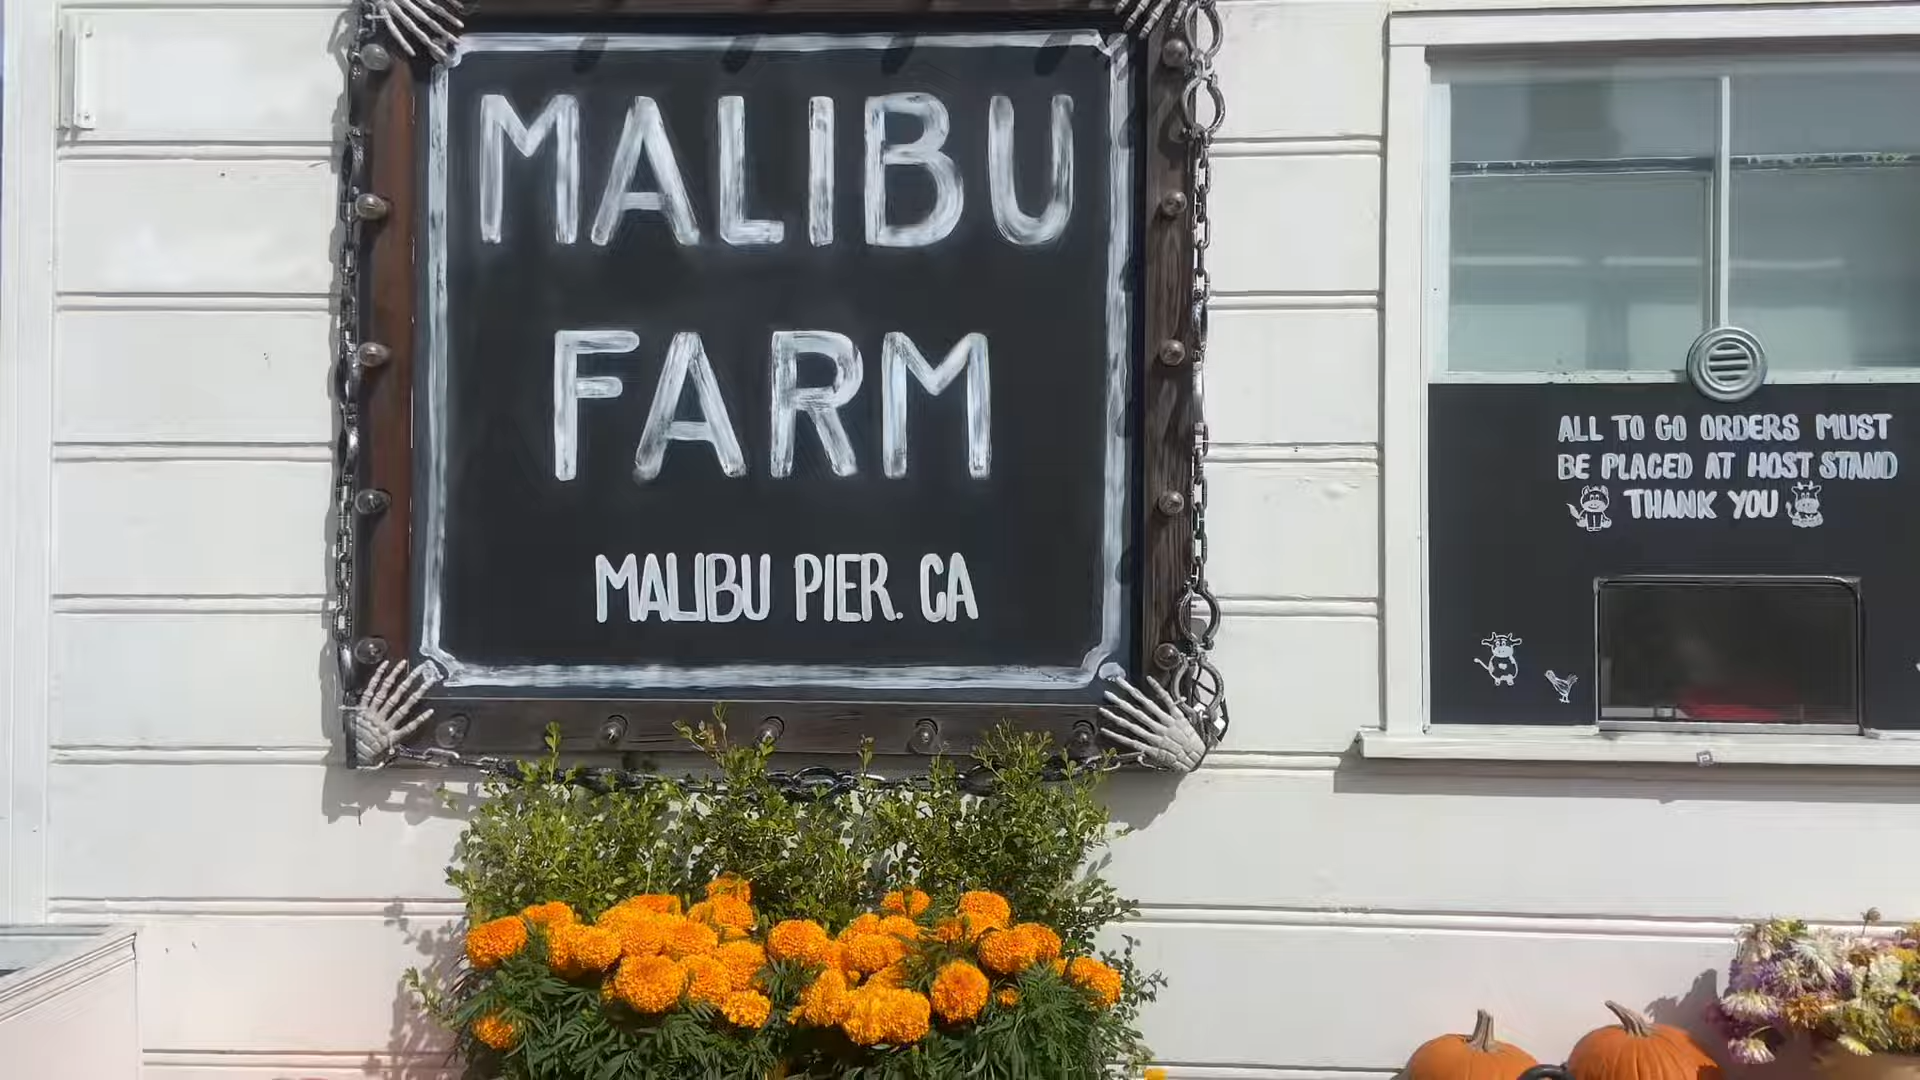 MALIBU
FARM
MALIBU PIER. CA
ALL TO GO ORDERS MUST
BE PLACED AT HOST STAND
THANK YOU